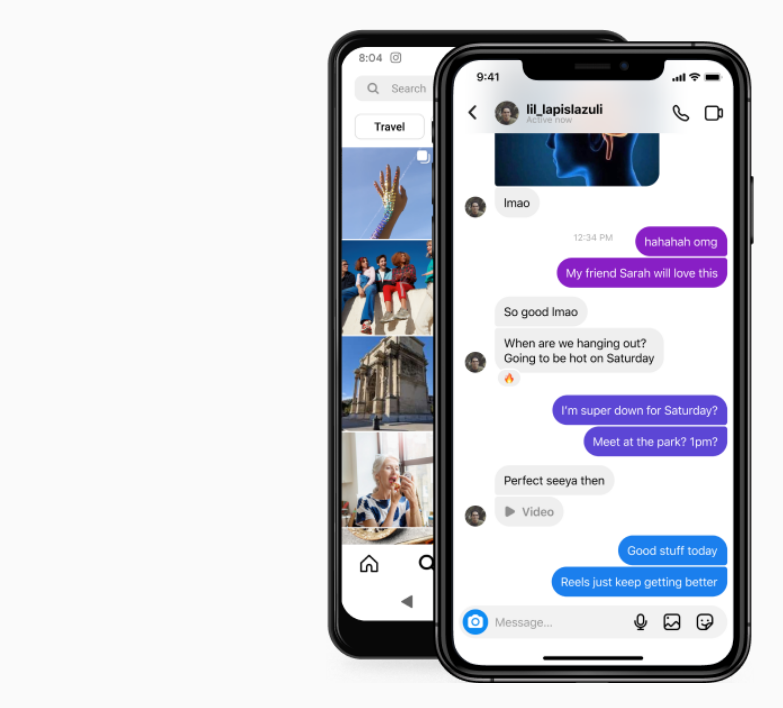 8:04
Search
Travel
9:41
lil_lapislazuli
Active now
lmao
12:34 PM
hahahah omg
My friend Sarah will love this
So good lmao
When are we hanging out?
Going to be hot on Saturday
🔥
I'm super down for Saturday?
Meet at the park? 1pm?
Perfect seeya then
Video
Good stuff today
Reels just keep getting better
Message...